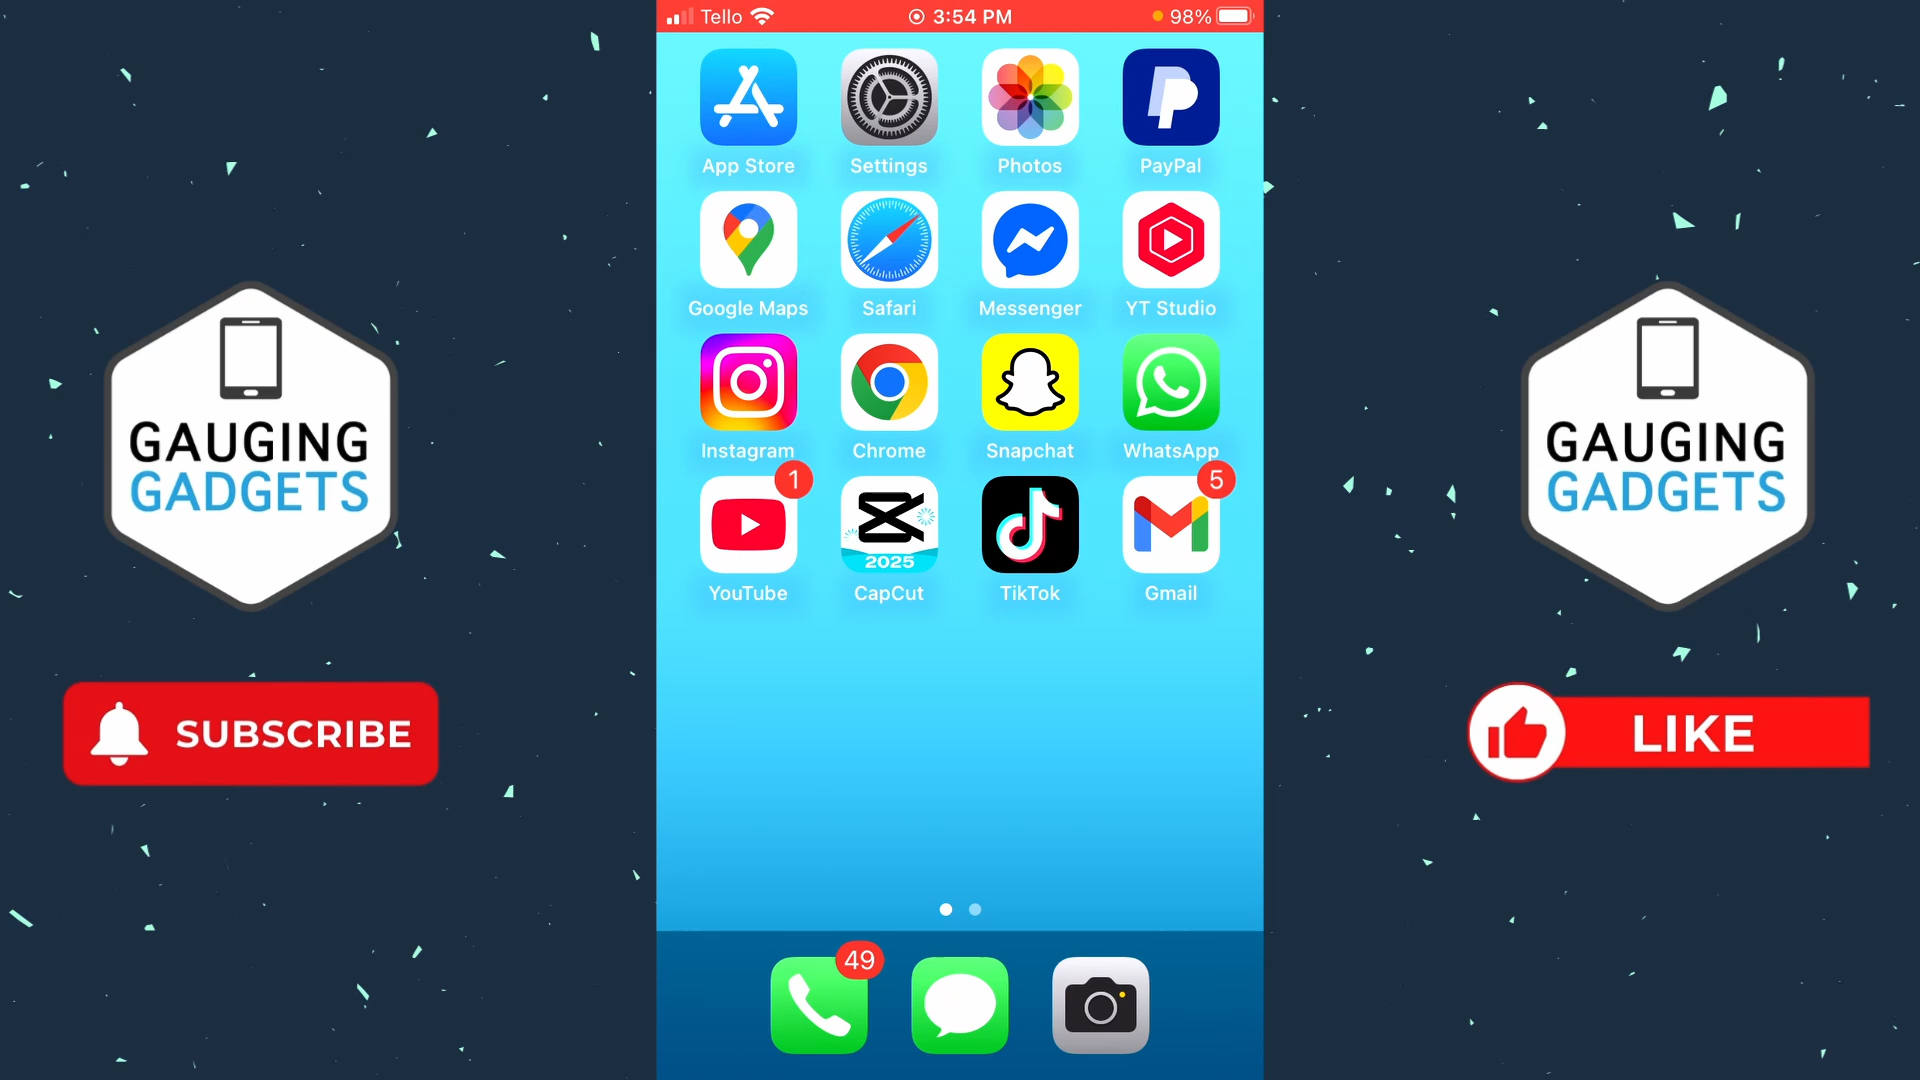 Tello 3:54 PM 98%
App Store Settings Photos PayPal
Google Maps Safari Messenger YT Studio
Instagram Chrome Snapchat WhatsApp
1 5
2025
YouTube CapCut TikTok Gmail
49
GAUGING
GADGETS
SUBSCRIBE
GAUGING
GADGETS
LIKE